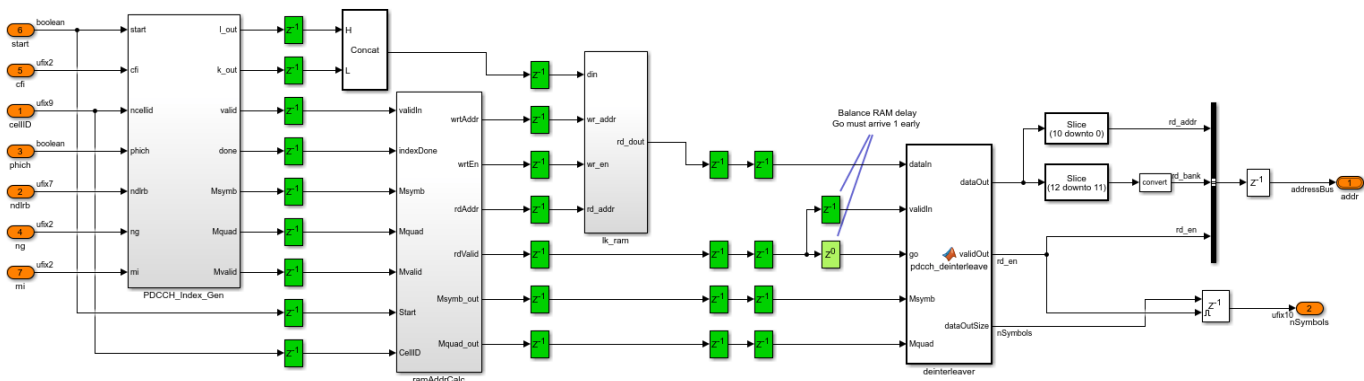 6
boolean
start
5
ufix2
cfi
1
ufix9
cellID
3
boolean
phich
2
ufix7
ndlrb
4
ufix2
ng
7
ufix2
mi
start
cfi
ncellid
phich
ndlrb
ng
mi
l_out
k_out
valid
done
Msymb
Mquad
Mvalid
PDCCH_Index_Gen
z-1
z-1
z-1
z-1
z-1
z-1
z-1
z-1
z-1
H
Concat
L
validIn
indexDone
Msymb
Mquad
Mvalid
Start
CellID
wrtAddr
wrtEn
rdAddr
rdValid
Msymb_out
Mquad_out
ramAddrCalc
z-1
z-1
z-1
z-1
z-1
z-1
z-1
din
wr_addr
wr_en
rd_addr
rd_dout
lk_ram
z-1
z-1
z-1
z-1
z-1
z-1
z-1
z-1
Balance RAM delay
Go must arrive 1 early
z-1
z0
dataIn
validIn
go
Msymb
Mquad
dataOut
validOut
pdcch_deinterleave
dataOutSize
deinterleaver
rd_en
nSymbols
Slice
(10 downto 0)
Slice
(12 downto 11)
convert
rd_addr
rd_bank
rd_en
z-1
addressBus
1
addr
z-1
ufix10
2
nSymbols